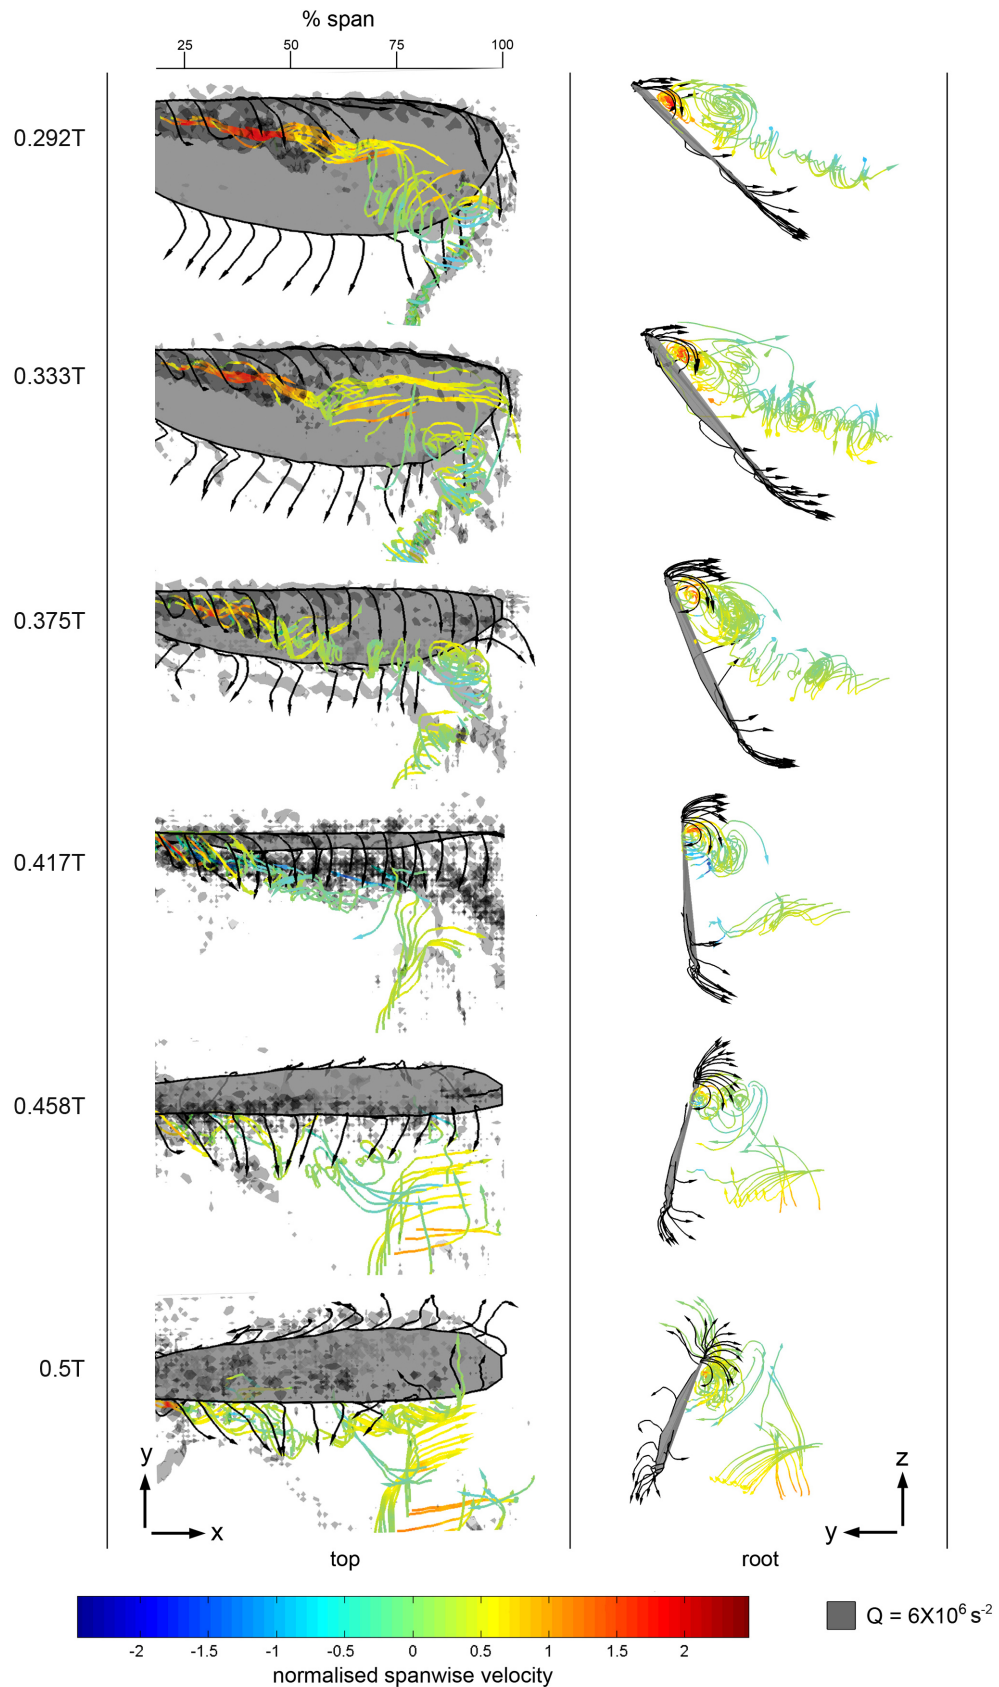 % span
25 50 75 100
0.292T
0.333T
0.375T
0.417T
0.458T
0.5T
y
x
z
y
top
root
-2 -1.5 -1 -0.5 0 0.5 1 1.5 2
normalised spanwise velocity
Q = 6X10⁶ s⁻²